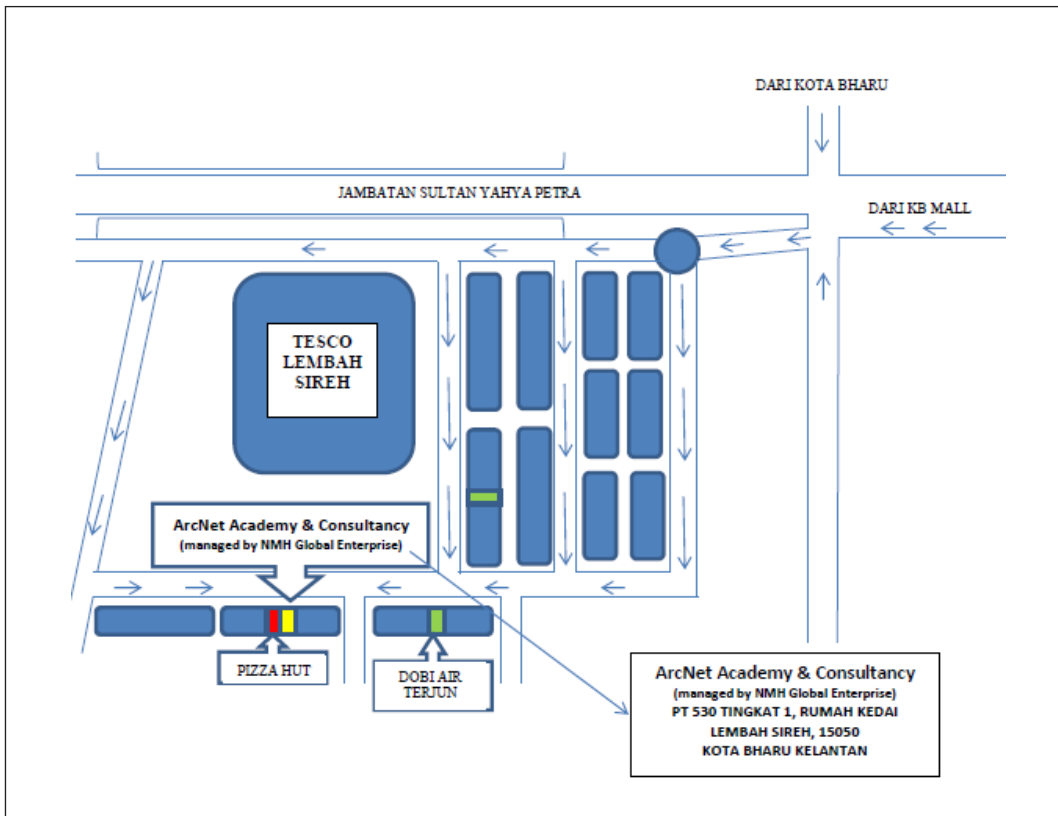 DARI KOTA BHARU
JAMBATAN SULTAN YAHYA PETRA
DARI KB MALL
TESCO
LEMBAH
SIREH
ArcNet Academy & Consultancy
(managed by NMH Global Enterprise)
PIZZA HUT
DOBI AIR
TERJUN
ArcNet Academy & Consultancy
(managed by NMH Global Enterprise)
PT 530 TINGKAT 1, RUMAH KEDAI
LEMBAH SIREH, 15050
KOTA BHARU KELANTAN